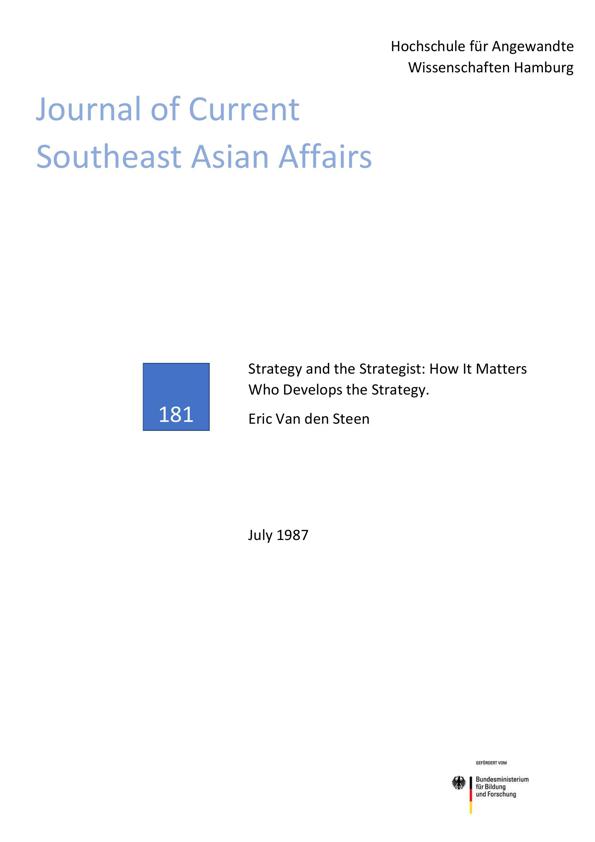 Hochschule für Angewandte
Wissenschaften Hamburg
Journal of Current
Southeast Asian Affairs
Strategy and the Strategist: How It Matters
Who Develops the Strategy.
181
Eric Van den Steen
July 1987
GEFÖRDERT VOM
Bundesministerium
für Bildung
und Forschung